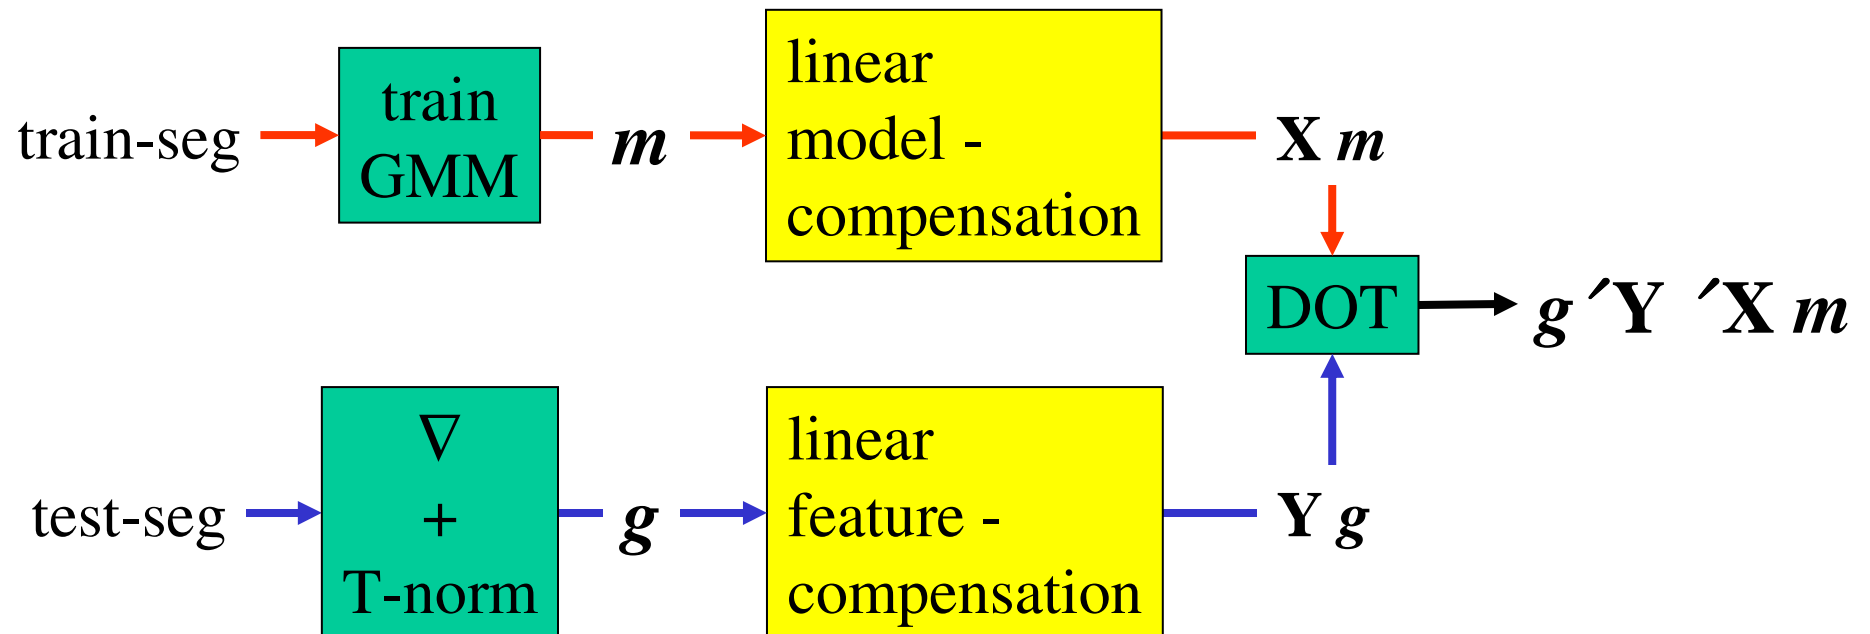 train-seg
train
GMM
m
linear
model -
compensation
X m
DOT
g ′Y ′X m
test-seg
∇
+
T-norm
g
linear
feature -
compensation
Y g